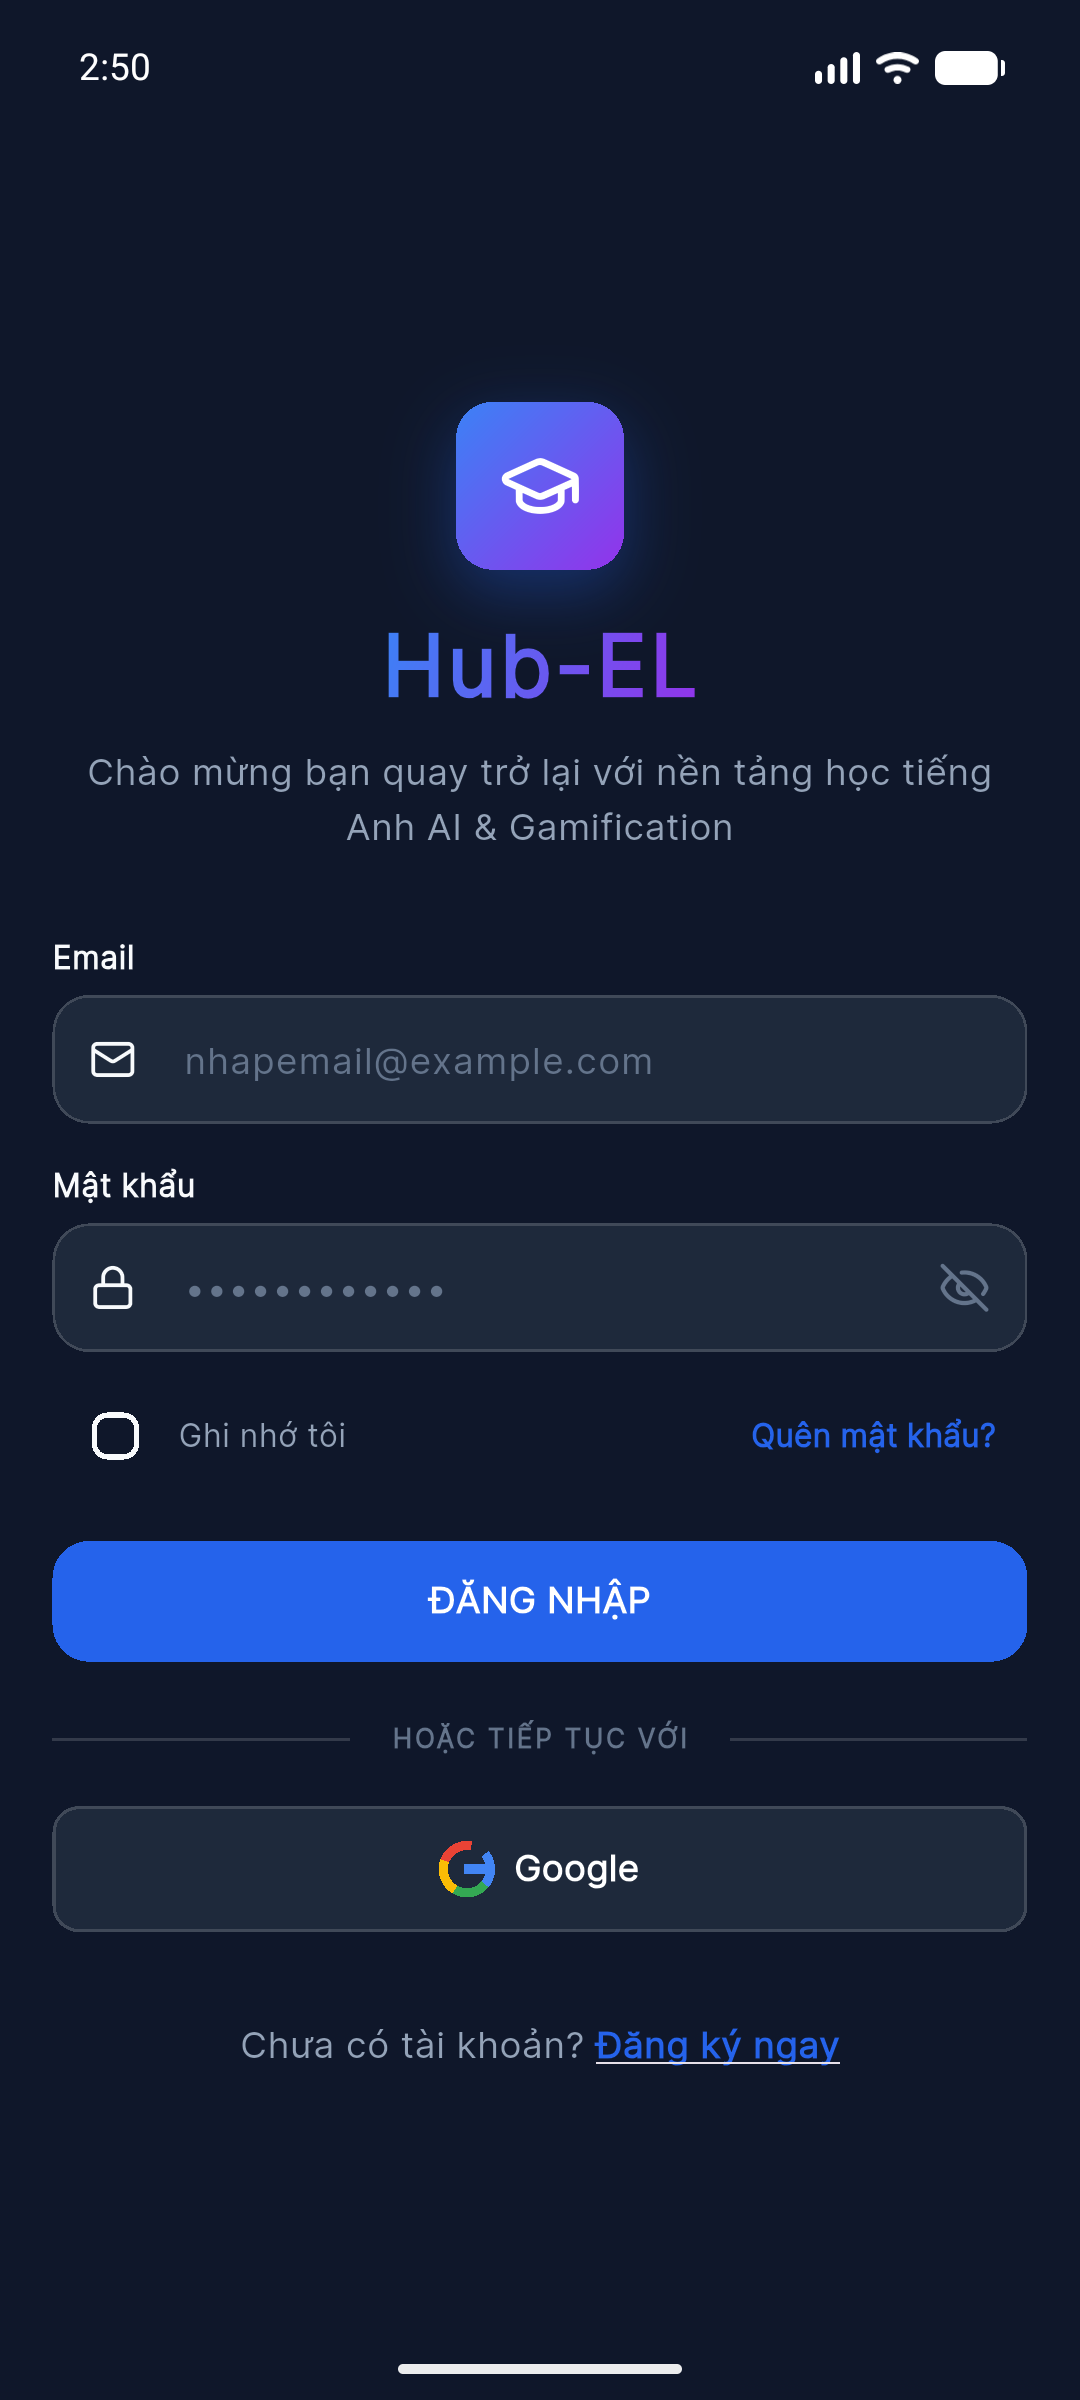 2:50
Hub-EL
Chào mừng bạn quay trở lại với nền tảng học tiếng
Anh AI & Gamification
Email
nhapemail@example.com
Mật khẩu
••••••••••••
Ghi nhớ tôi
Quên mật khẩu?
ĐĂNG NHẬP
HOẶC TIẾP TỤC VỚI
Google
Chưa có tài khoản? Đăng ký ngay